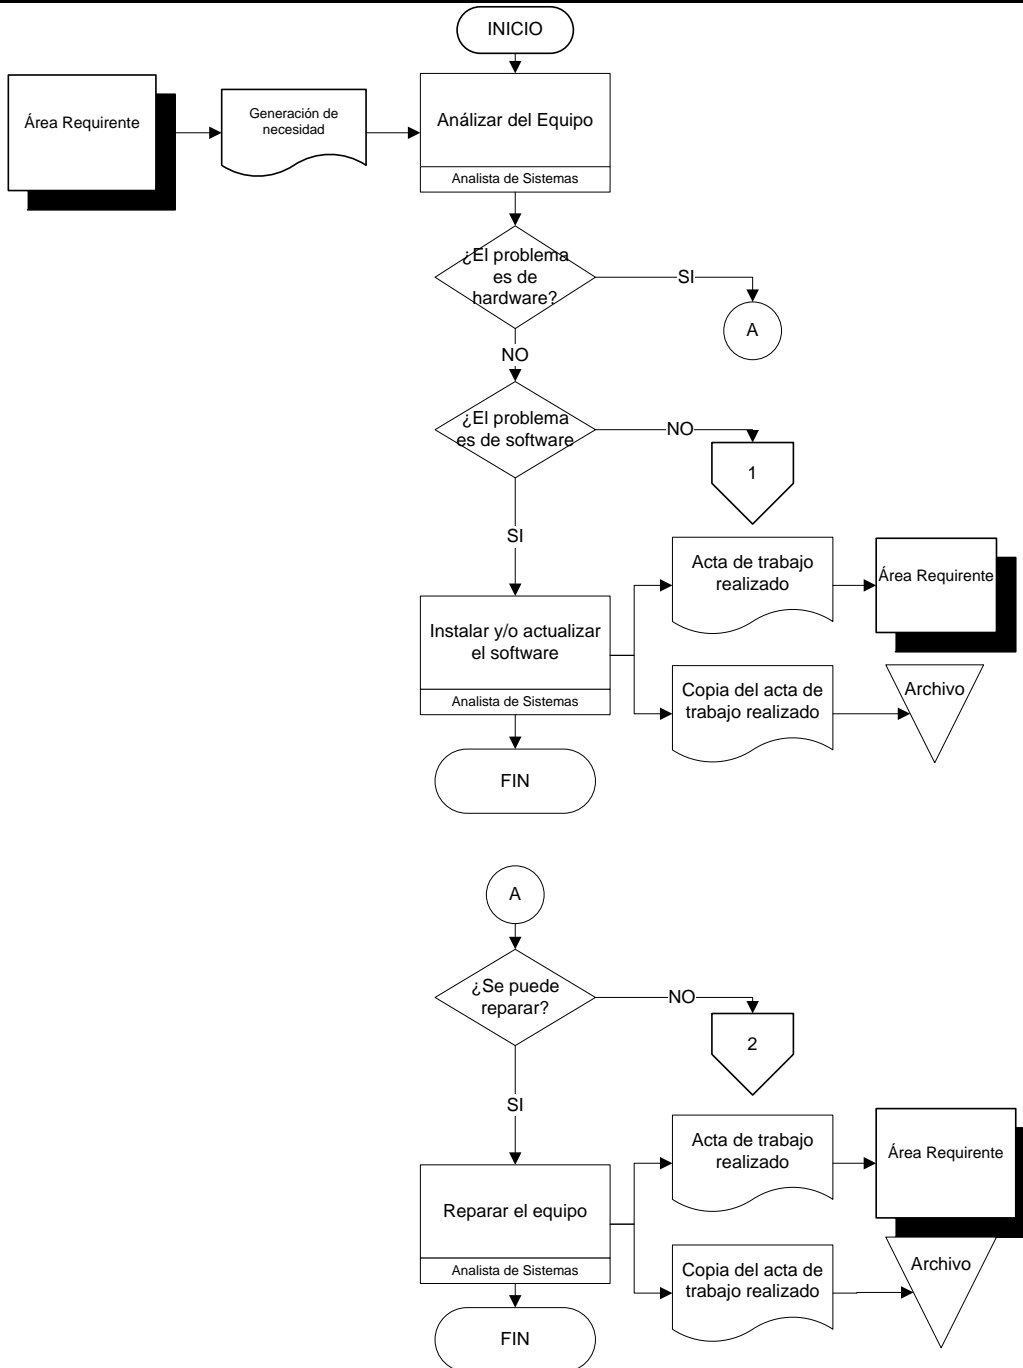 INICIO
Área Requirente
Generación de
necesidad
Análizar del Equipo
Analista de Sistemas
¿El problema
es de
hardware?
SI
A
NO
¿El problema
es de software
NO
1
SI
Acta de trabajo
realizado
Área Requirente
Instalar y/o actualizar
el software
Analista de Sistemas
Copia del acta de
trabajo realizado
Archivo
FIN
A
¿Se puede
reparar?
NO
2
SI
Acta de trabajo
realizado
Área Requirente
Reparar el equipo
Analista de Sistemas
Copia del acta de
trabajo realizado
Archivo
FIN